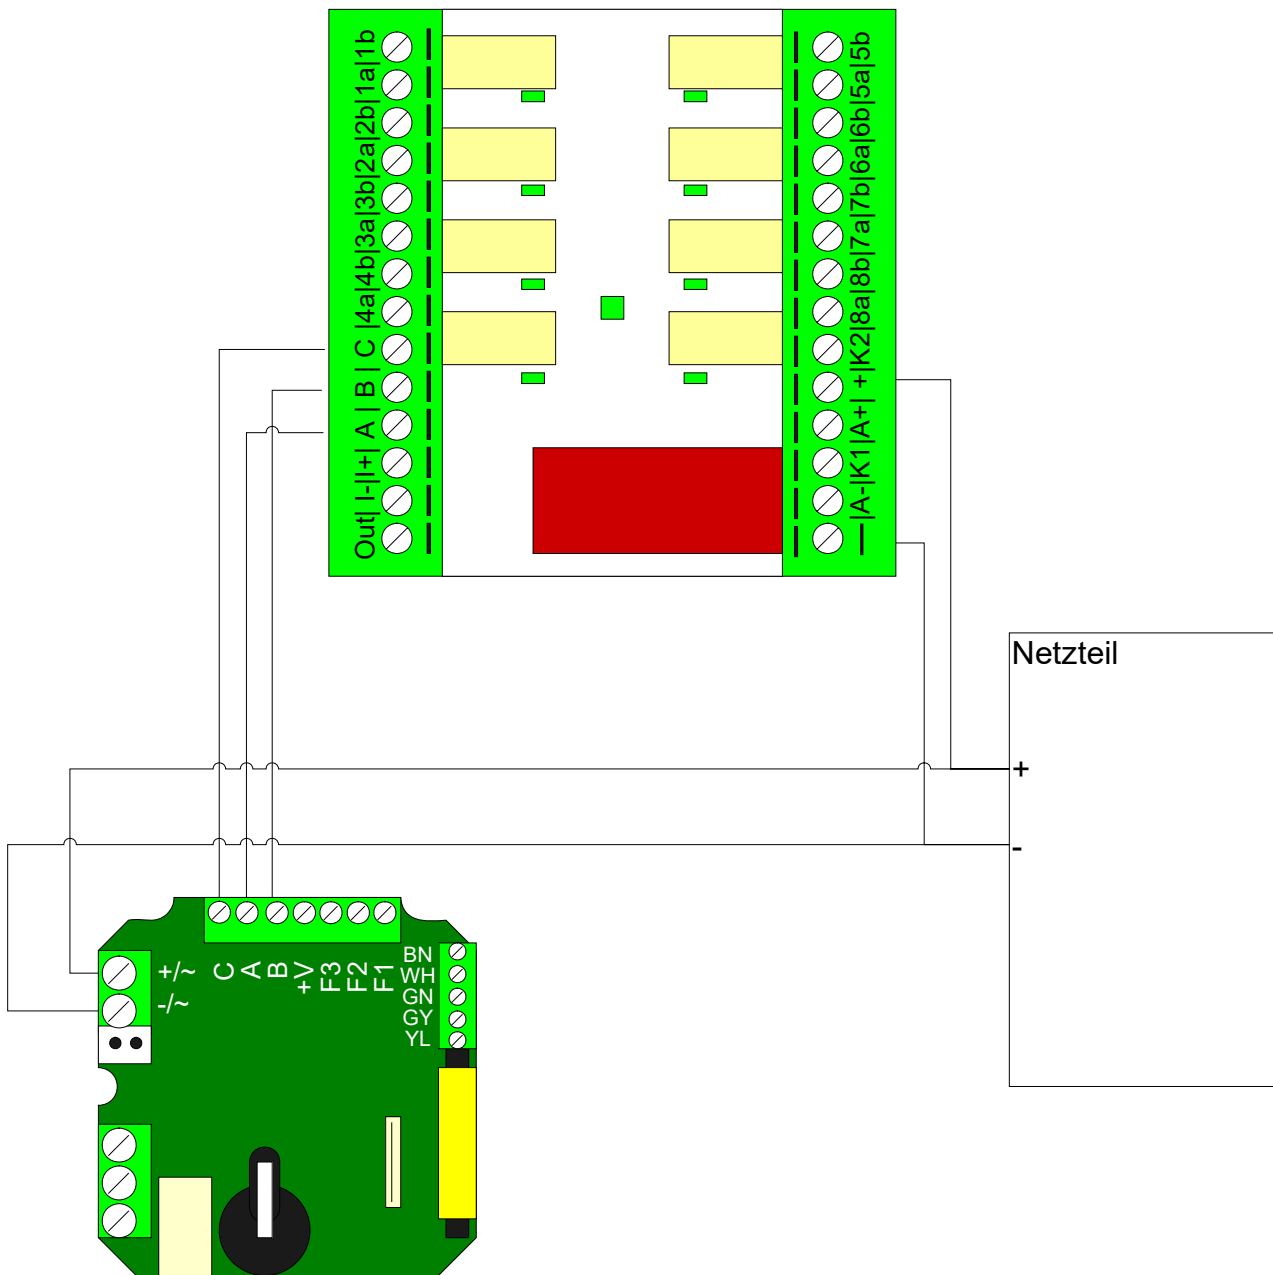 Out| I-|I+| A | B | C |4a|4b|3a|3b|2a|2b|1a|1b
—|A-|K1|A+| +|K2|8a|8b|7a|7b|6a|6b|5a|5b
Netzteil
+
-
+/~
-/~
C
A
B
+V
F3
F2
F1
BN
WH
GN
GY
YL